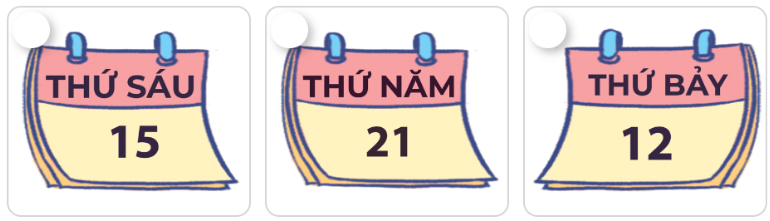 THỨ SÁU
15
THỨ NĂM
21
THỨ BẢY
12